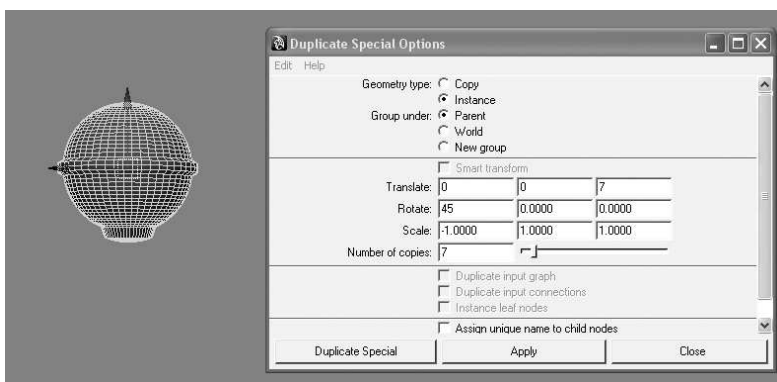 Duplicate Special Options
Edit Help
Geometry type: Copy
Instance
Group under: Parent
World
New group
Smart transform
Translate: 0 0 7
Rotate: 45 0.0000 0.0000
Scale: -1.0000 1.0000 1.0000
Number of copies: 7
Duplicate input graph
Duplicate input connections
Instance leaf nodes
Assign unique name to child nodes
Duplicate Special Apply Close